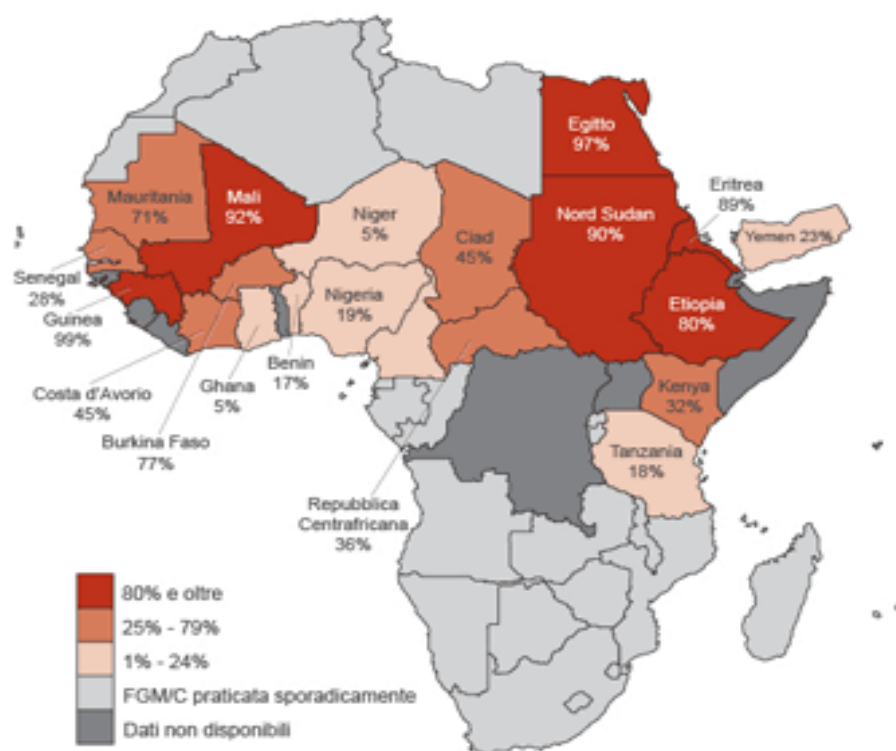 Egitto
97%
Eritrea
89%
Mauritania
71%
Mali
92%
Niger
5%
Ciad
45%
Nord Sudan
90%
Yemen 23%
Senegal
28%
Guinea
99%
Nigeria
19%
Etiopia
80%
Benin
17%
Ghana
5%
Costa d'Avorio
45%
Kenya
32%
Burkina Faso
77%
Tanzania
18%
Repubblica
Centrafricana
36%
80% e oltre
25% - 79%
1% - 24%
FGM/C praticata sporadicamente
Dati non disponibili